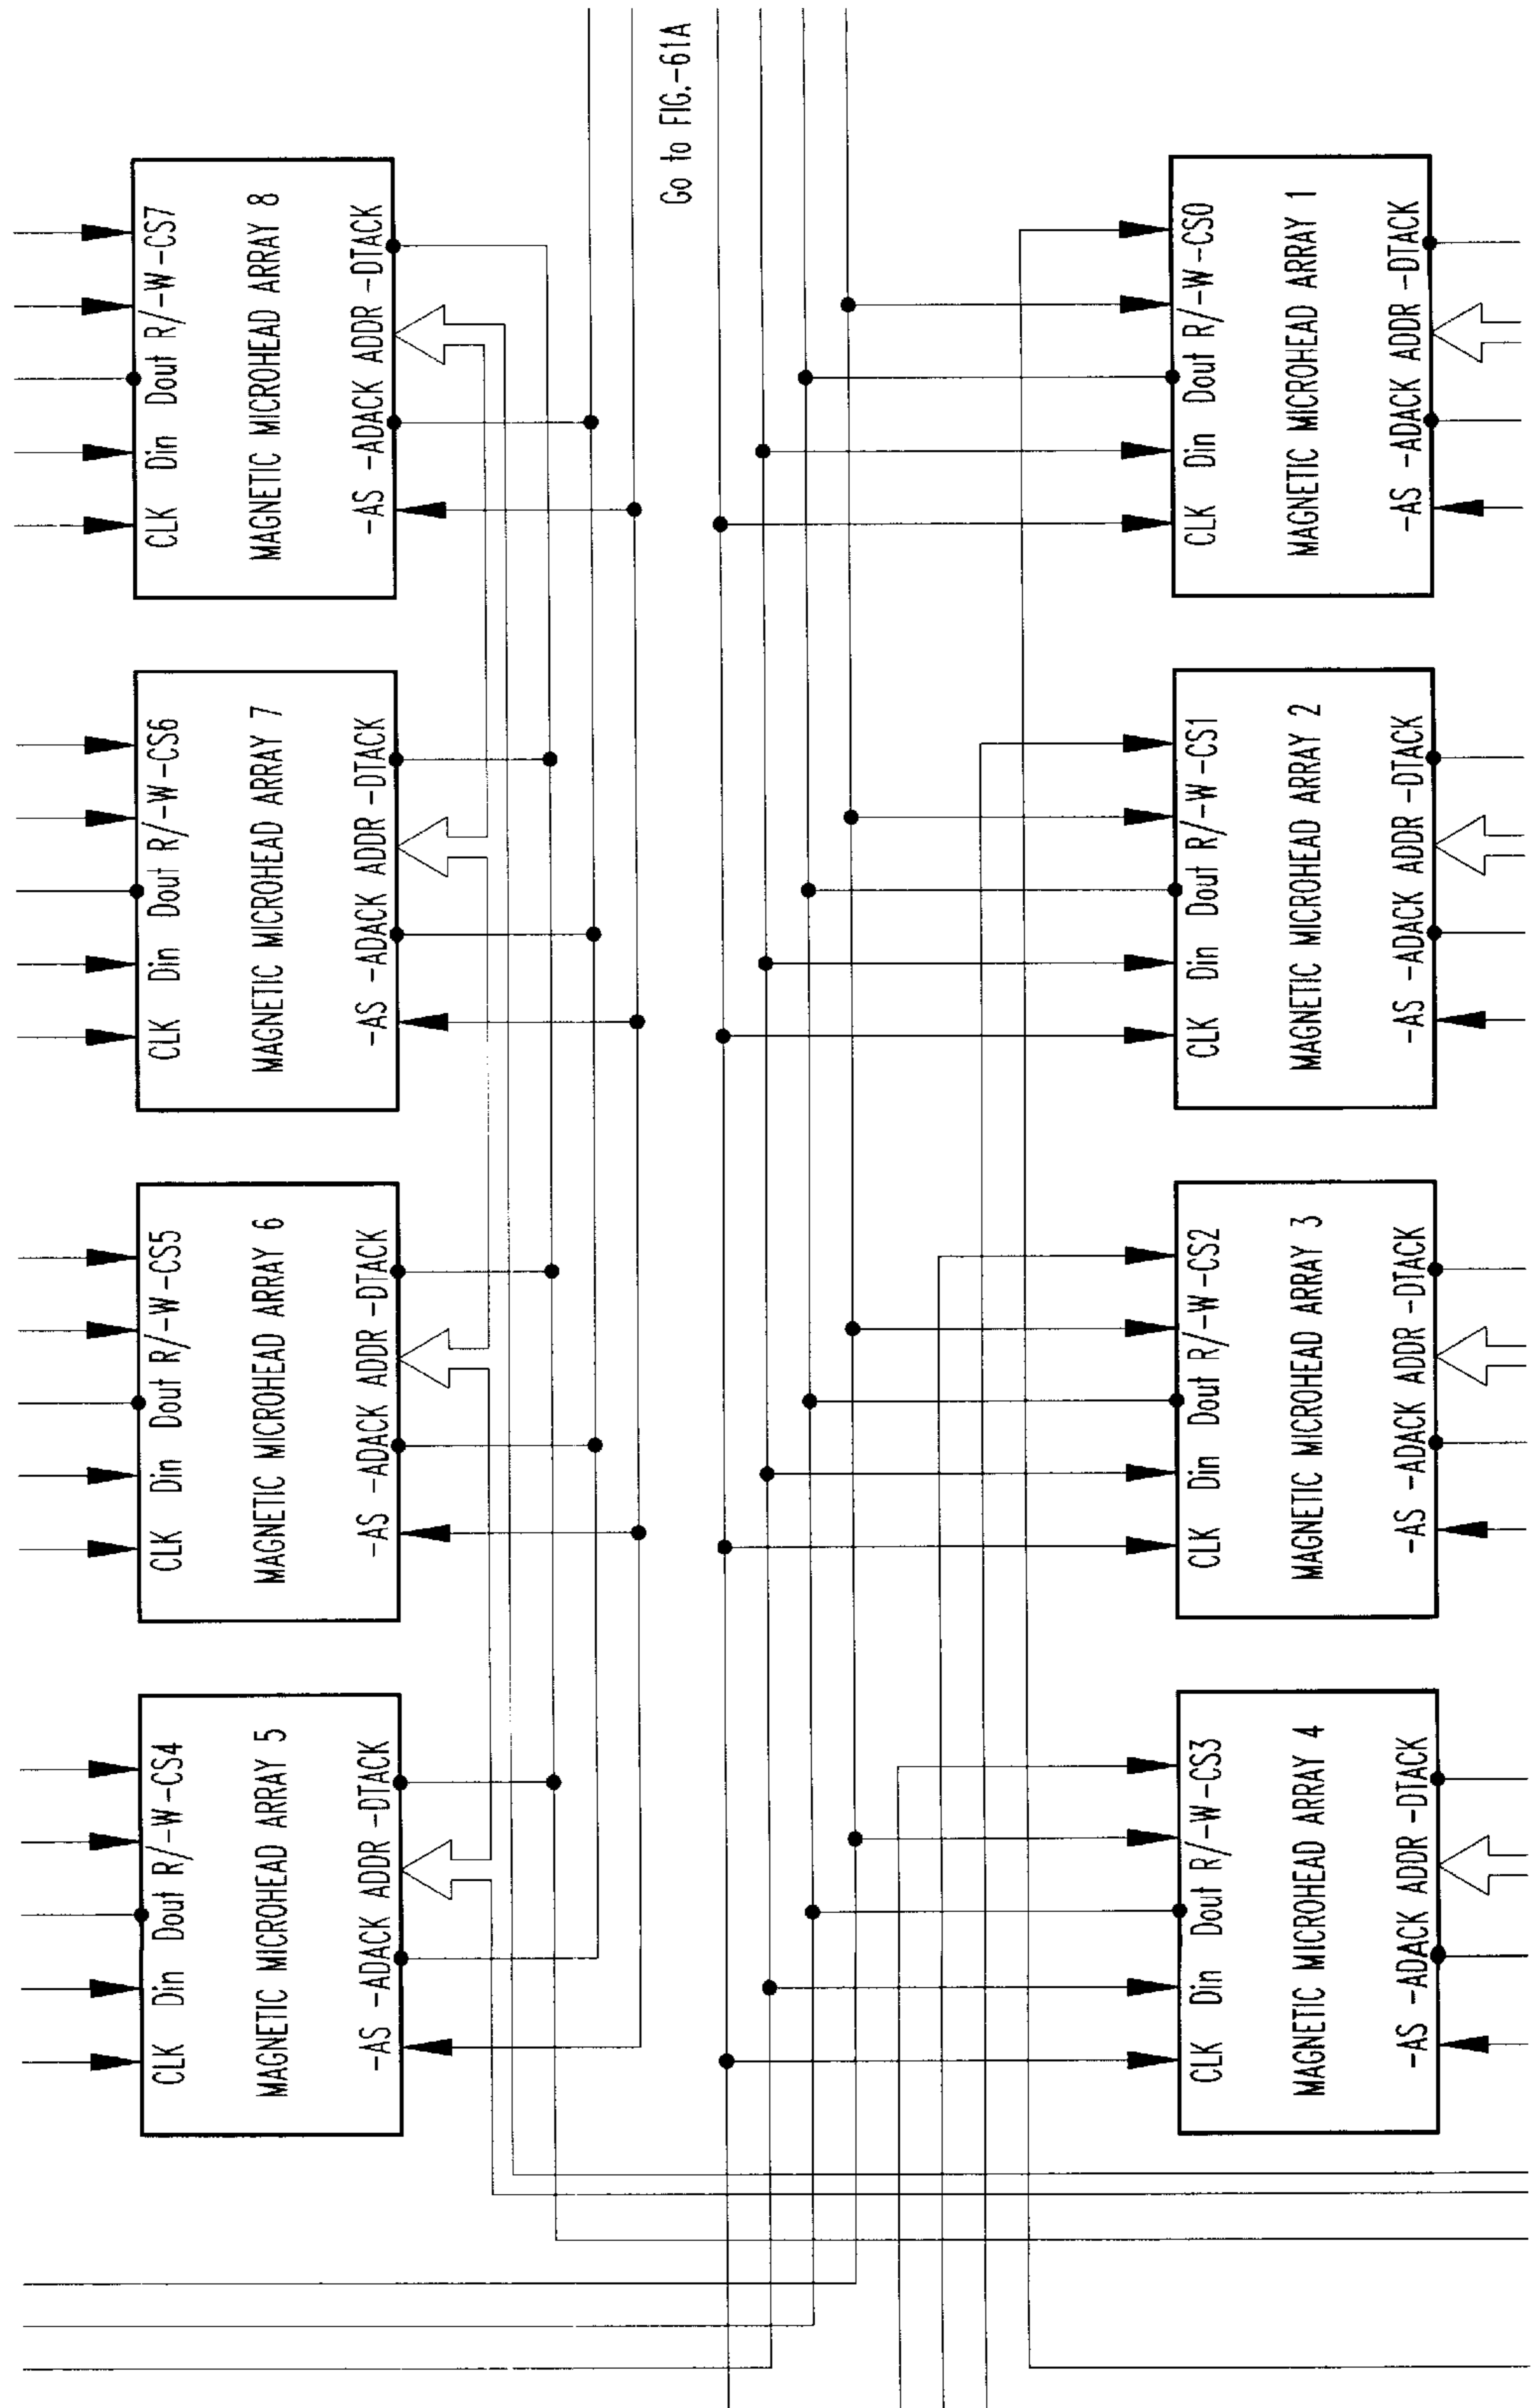 CLK Din Dout R/-W -CS4
MAGNETIC MICROHEAD ARRAY 5
-AS -ADACK ADDR -DTACK
CLK Din Dout R/-W -CS5
MAGNETIC MICROHEAD ARRAY 6
-AS -ADACK ADDR -DTACK
CLK Din Dout R/-W -CS6
MAGNETIC MICROHEAD ARRAY 7
-AS -ADACK ADDR -DTACK
CLK Din Dout R/-W -CS7
MAGNETIC MICROHEAD ARRAY 8
-AS -ADACK ADDR -DTACK
Go to FIG.-61A
CLK Din Dout R/-W -CS3
MAGNETIC MICROHEAD ARRAY 4
-AS -ADACK ADDR -DTACK
CLK Din Dout R/-W -CS2
MAGNETIC MICROHEAD ARRAY 3
-AS -ADACK ADDR -DTACK
CLK Din Dout R/-W -CS1
MAGNETIC MICROHEAD ARRAY 2
-AS -ADACK ADDR -DTACK
CLK Din Dout R/-W -CS0
MAGNETIC MICROHEAD ARRAY 1
-AS -ADACK ADDR -DTACK